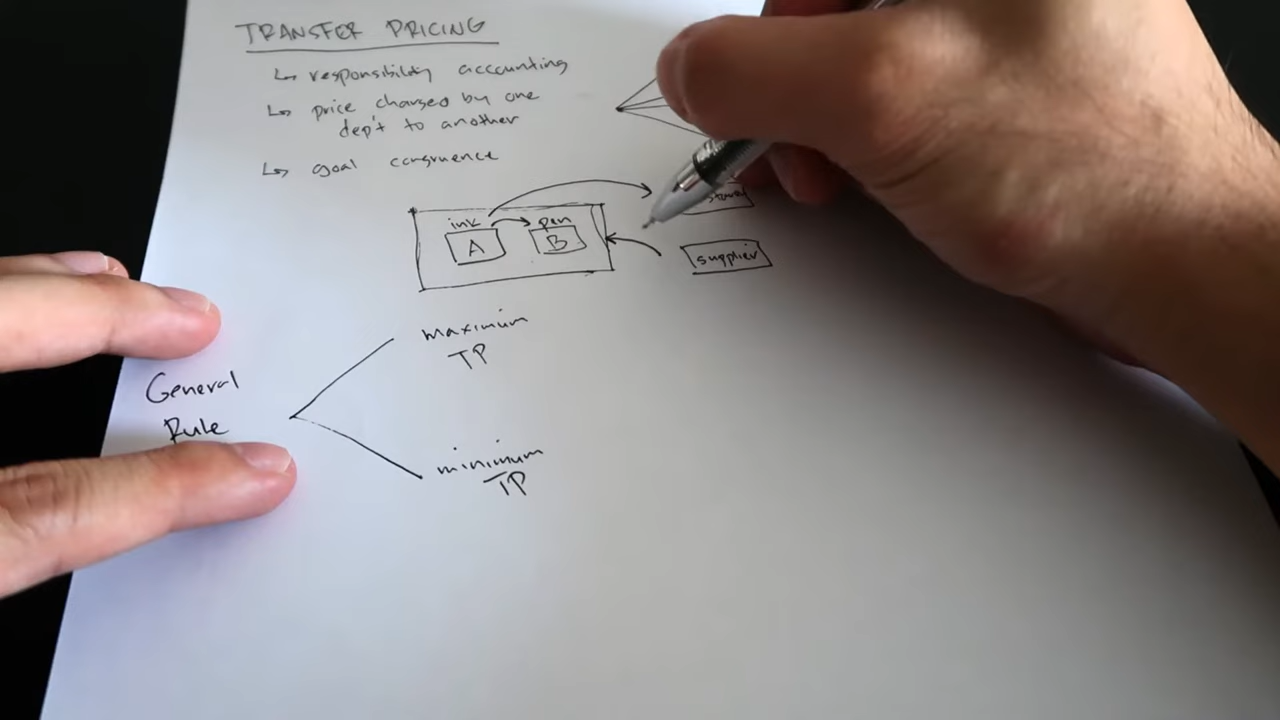 TRANSFER PRICING
↳ responsibility accounting
↳ price charged by one
dep't to another
↳ goal congruence
ink pen
A B
supplier
maximum
TP
General
Rule
minimum
TP